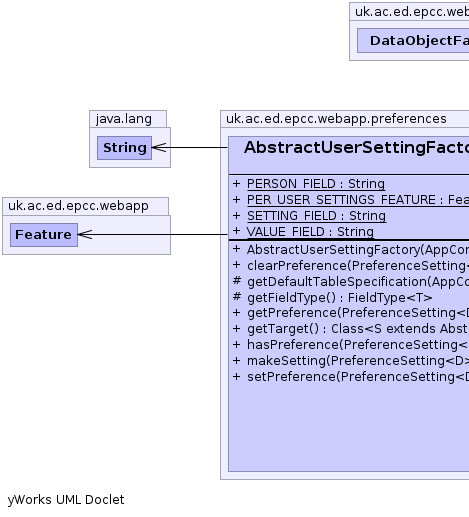 uk.ac.ed.epcc.web
DataObjectFa
java.lang
String
uk.ac.ed.epcc.webapp.preferences
AbstractUserSettingFacto
+ PERSON_FIELD : String
+ PER_USER_SETTINGS_FEATURE : Fea
+ SETTING_FIELD : String
+ VALUE_FIELD : String
uk.ac.ed.epcc.webapp
Feature
+ AbstractUserSettingFactory(AppCon
+ clearPreference(PreferenceSetting<
# getDefaultTableSpecification(AppCo
# getFieldType() : FieldType<T>
+ getPreference(PreferenceSetting<D
+ getTarget() : Class<S extends Abst
+ hasPreference(PreferenceSetting<
+ makeSetting(PreferenceSetting<D>
+ setPreference(PreferenceSetting<D
yWorks UML Doclet